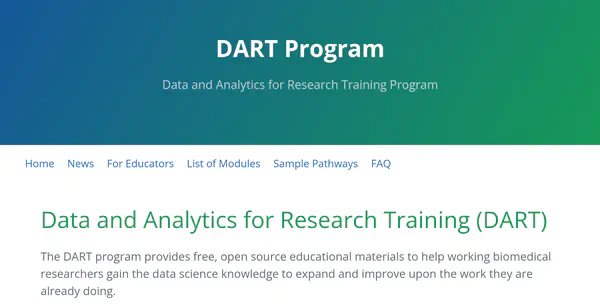 DART Program
Data and Analytics for Research Training Program
Home News For Educators List of Modules Sample Pathways FAQ
Data and Analytics for Research Training (DART)
The DART program provides free, open source educational materials to help working biomedical
researchers gain the data science knowledge to expand and improve upon the work they are
already doing.